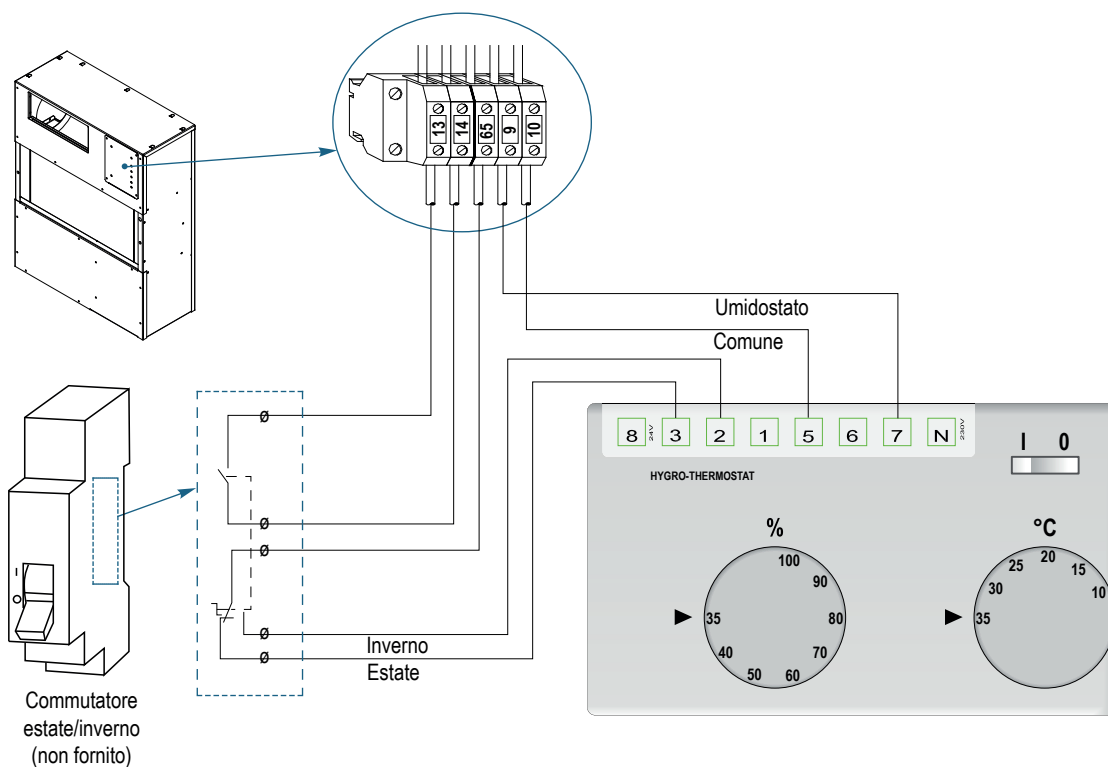 13 14 65 9 10
Umidostato
Comune
8 24V 3 2 1 5 6 7 N 230V
I 0
HYGRO-THERMOSTAT
% °C
100
90
80
70
60
50
40
35
20
15
10
25
30
35
I
O
Ø
Ø
Ø
Ø
Ø
Inverno
Estate
Commutatore
estate/inverno
(non fornito)